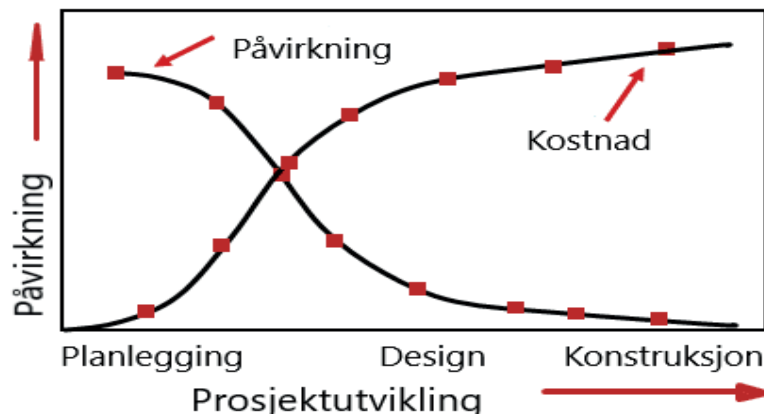 Påvirkning
Kostnad
Påvirkning
Planlegging Design Konstruksjon
Prosjektutvikling